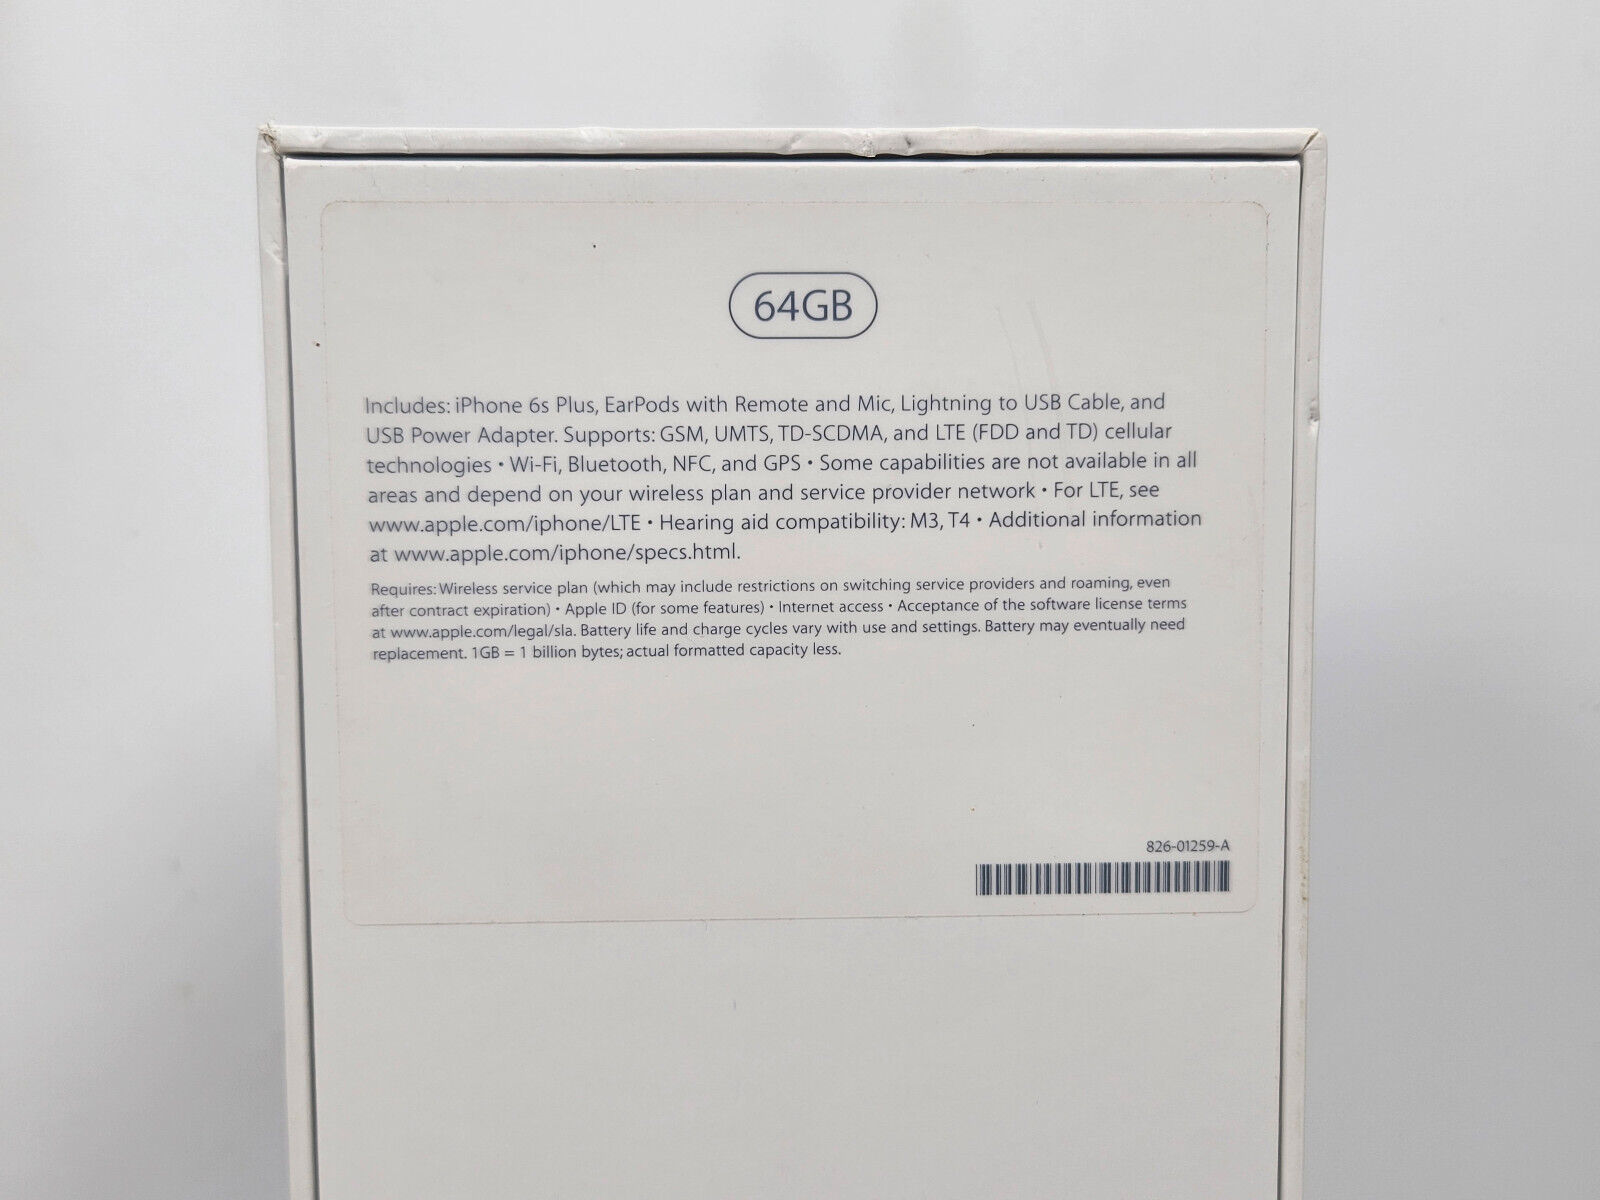 64GB
Includes: iPhone 6s Plus, EarPods with Remote and Mic, Lightning to USB Cable, and
USB Power Adapter. Supports: GSM, UMTS, TD-SCDMA, and LTE (FDD and TD) cellular
technologies • Wi-Fi, Bluetooth, NFC, and GPS • Some capabilities are not available in all
areas and depend on your wireless plan and service provider network • For LTE, see
www.apple.com/iphone/LTE • Hearing aid compatibility: M3, T4 • Additional information
at www.apple.com/iphone/specs.html.
Requires: Wireless service plan (which may include restrictions on switching service providers and roaming, even
after contract expiration) • Apple ID (for some features) • Internet access • Acceptance of the software license terms
at www.apple.com/legal/sla. Battery life and charge cycles vary with use and settings. Battery may eventually need
replacement. 1GB = 1 billion bytes; actual formatted capacity less.
826-01259-A